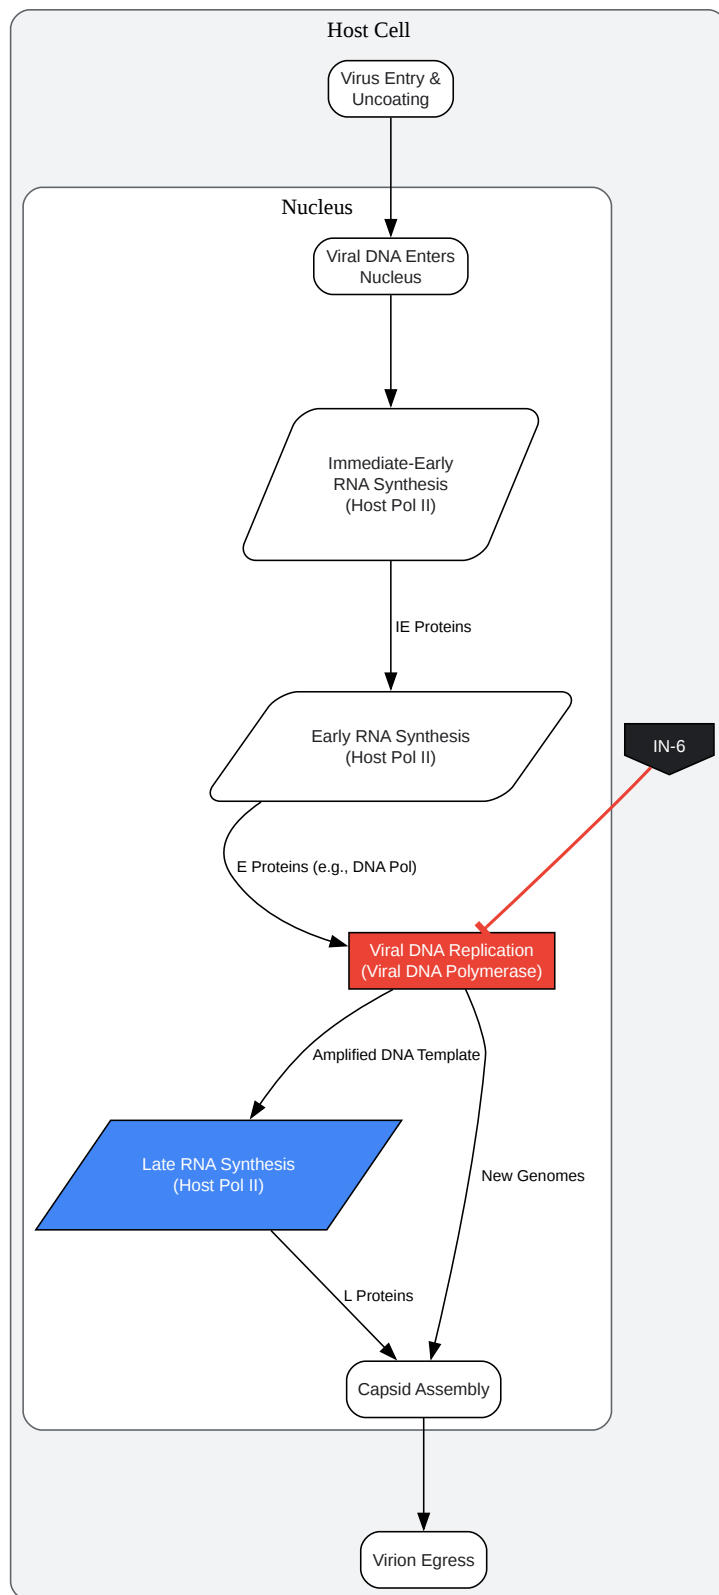 Host Cell
Virus Entry &
Uncoating
Nucleus
Viral DNA Enters
Nucleus
Immediate-Early
RNA Synthesis
(Host Pol II)
IE Proteins
Early RNA Synthesis
(Host Pol II)
IN-6
E Proteins (e.g., DNA Pol)
Viral DNA Replication
(Viral DNA Polymerase)
Amplified DNA Template
Late RNA Synthesis
(Host Pol II)
New Genomes
L Proteins
Capsid Assembly
Virion Egress